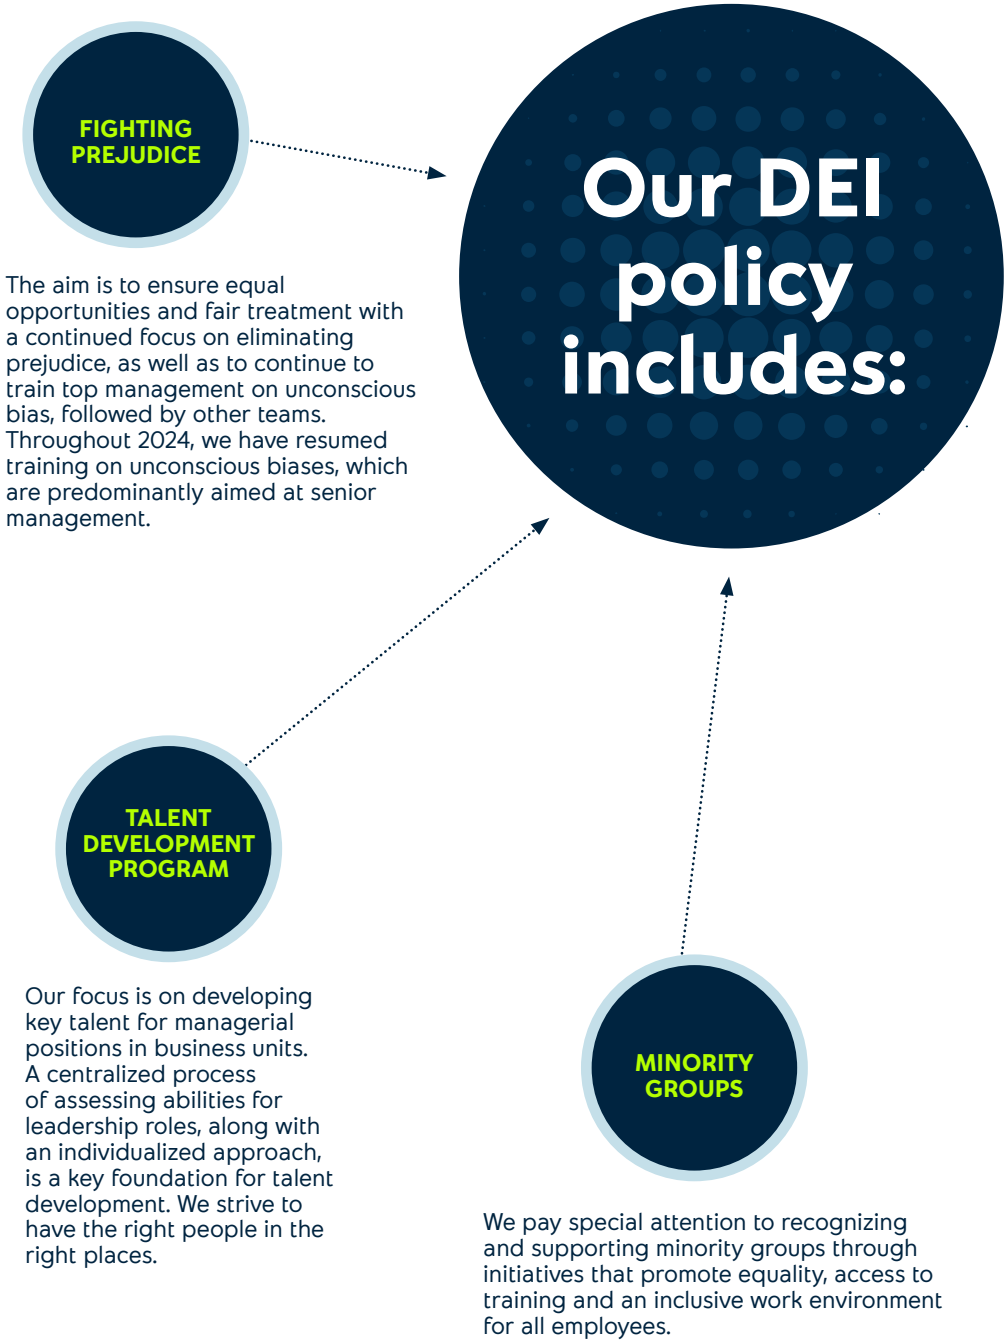 FIGHTING
PREJUDICE
Our DEI
policy
includes:
The aim is to ensure equal
opportunities and fair treatment with
a continued focus on eliminating
prejudice, as well as to continue to
train top management on unconscious
bias, followed by other teams.
Throughout 2024, we have resumed
training on unconscious biases, which
are predominantly aimed at senior
management.
TALENT
DEVELOPMENT
PROGRAM
Our focus is on developing
key talent for managerial
positions in business units.
A centralized process
of assessing abilities for
leadership roles, along with
an individualized approach,
is a key foundation for talent
development. We strive to
have the right people in the
right places.
MINORITY
GROUPS
We pay special attention to recognizing
and supporting minority groups through
initiatives that promote equality, access to
training and an inclusive work environment
for all employees.